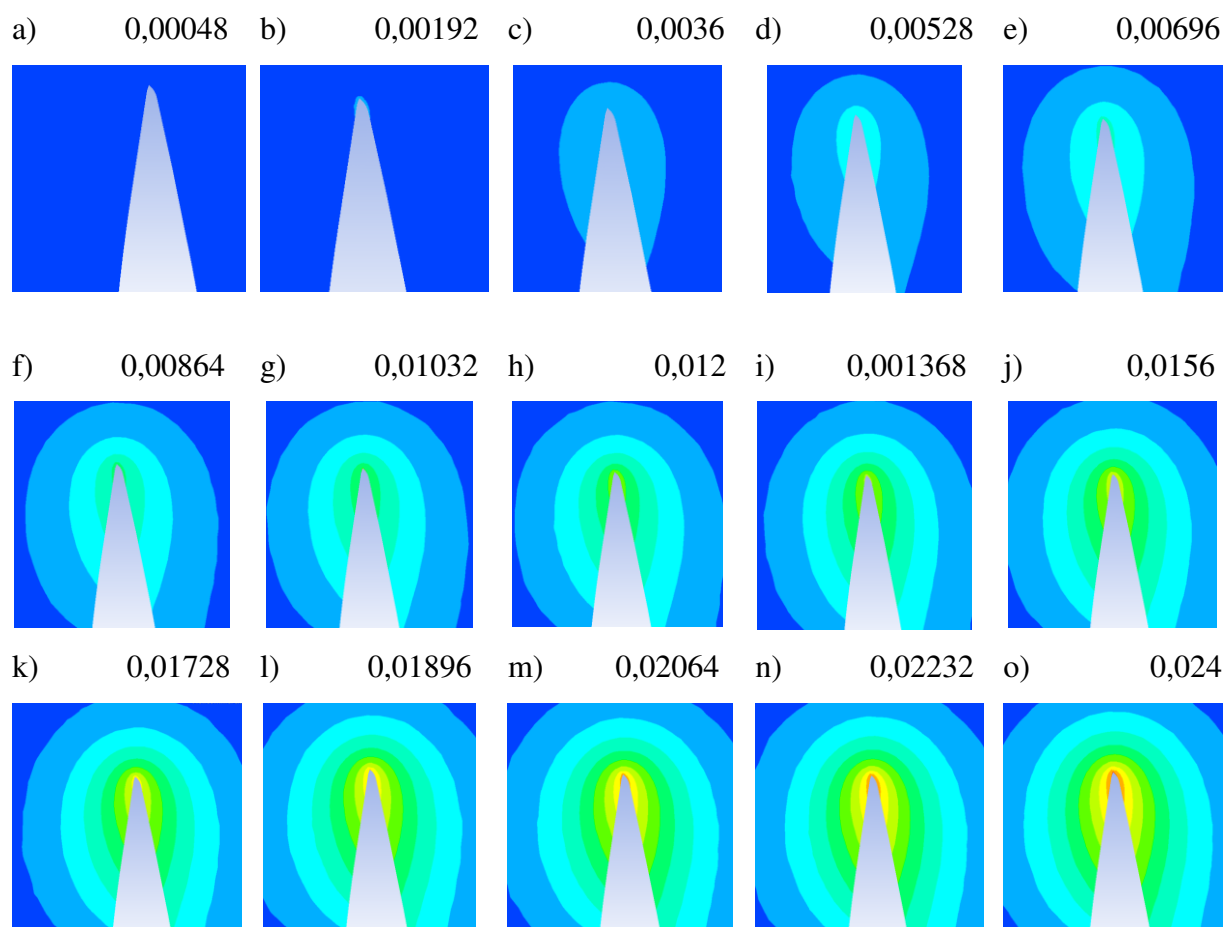 a) 0,00048 b) 0,00192 c) 0,0036 d) 0,00528 e) 0,00696
f) 0,00864 g) 0,01032 h) 0,012 i) 0,001368 j) 0,0156
k) 0,01728 l) 0,01896 m) 0,02064 n) 0,02232 o) 0,024